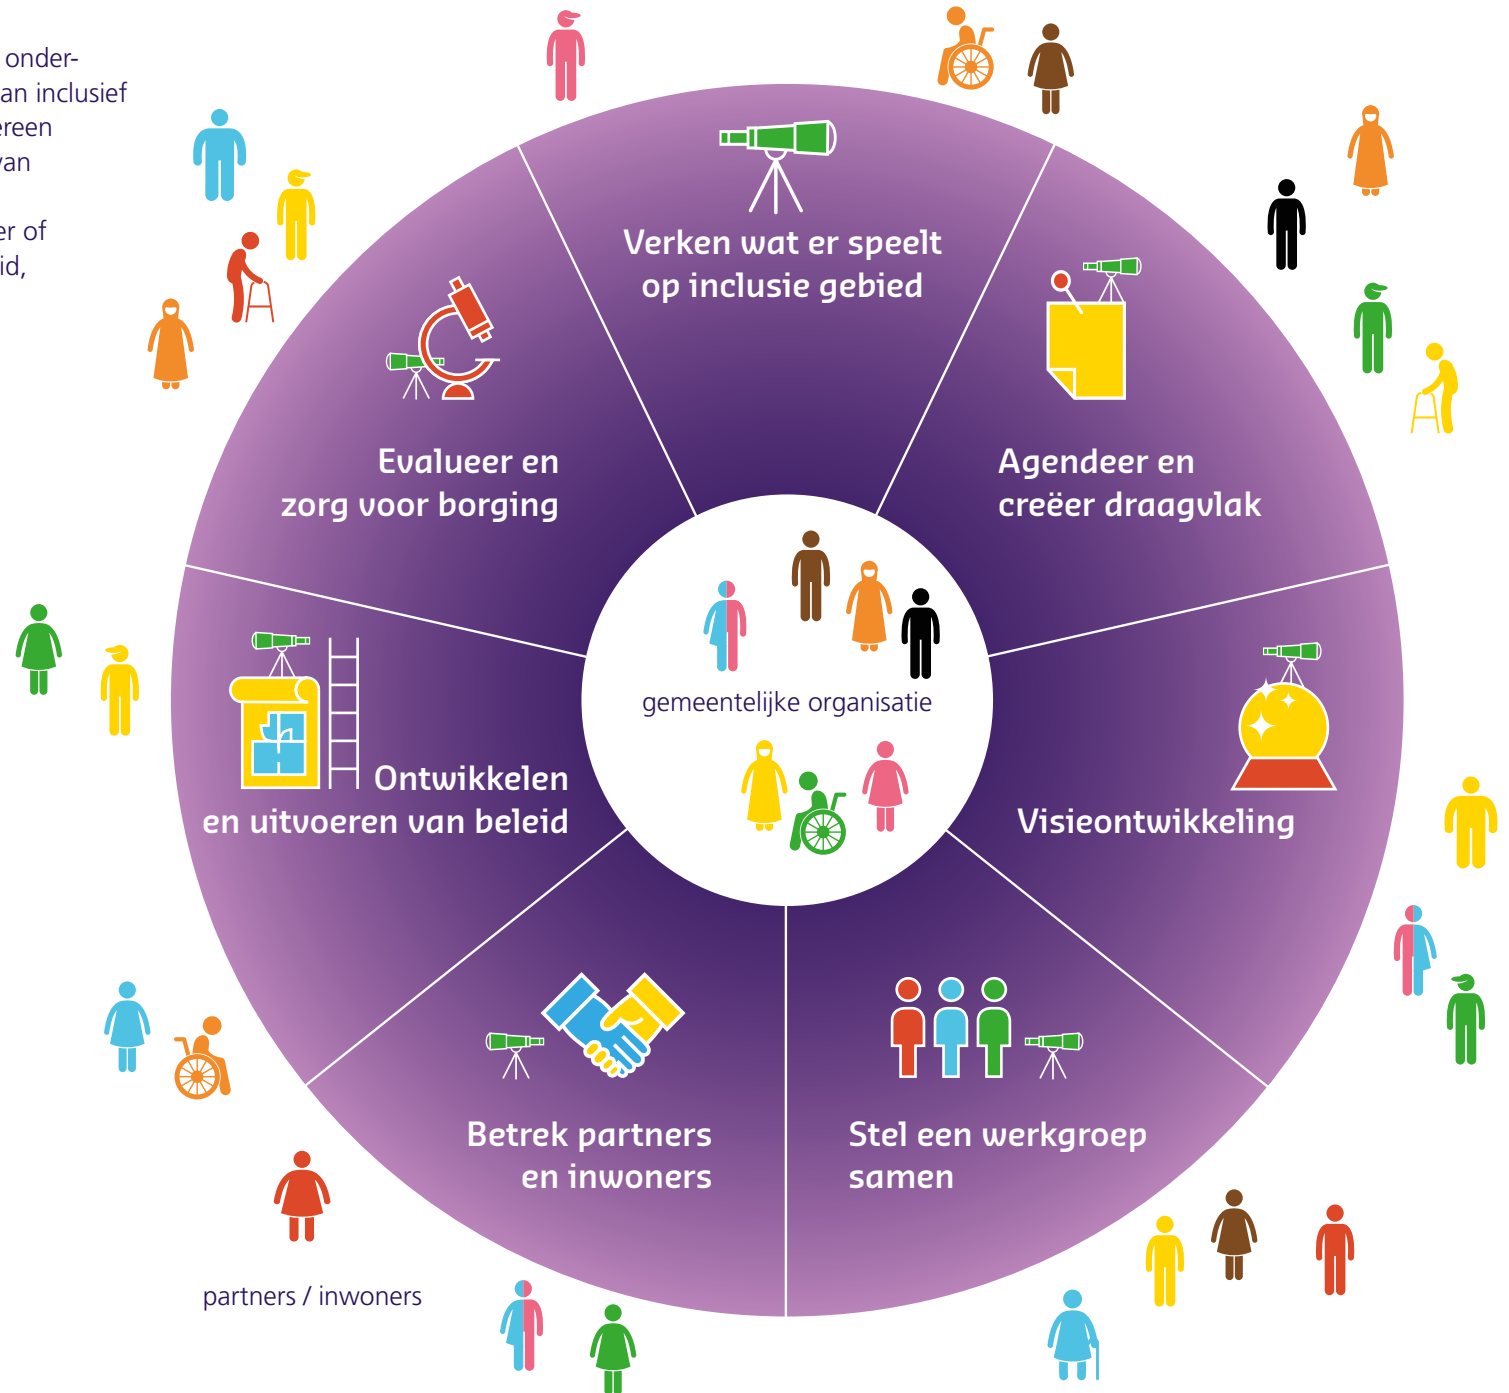 onder-
an inclusief
ereen
van
er of
id,
Verken wat er speelt
op inclusie gebied
Agendeer en
creëer draagvlak
Visieontwikkeling
Stel een werkgroep
samen
Betrek partners
en inwoners
Ontwikkelen
en uitvoeren van beleid
Evalueer en
zorg voor borging
gemeentelijke organisatie
partners / inwoners